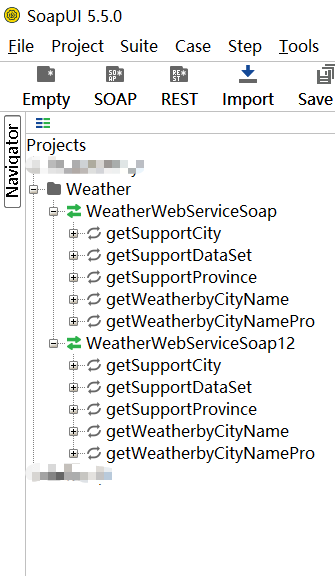 SoapUI 5.5.0
File Project Suite Case Step Tools
Empty SOAP REST Import Save
Navigator
Projects
Weather
WeatherWebServiceSoap
getSupportCity
getSupportDataSet
getSupportProvince
getWeatherbyCityName
getWeatherbyCityNamePro
WeatherWebServiceSoap12
getSupportCity
getSupportDataSet
getSupportProvince
getWeatherbyCityName
getWeatherbyCityNamePro